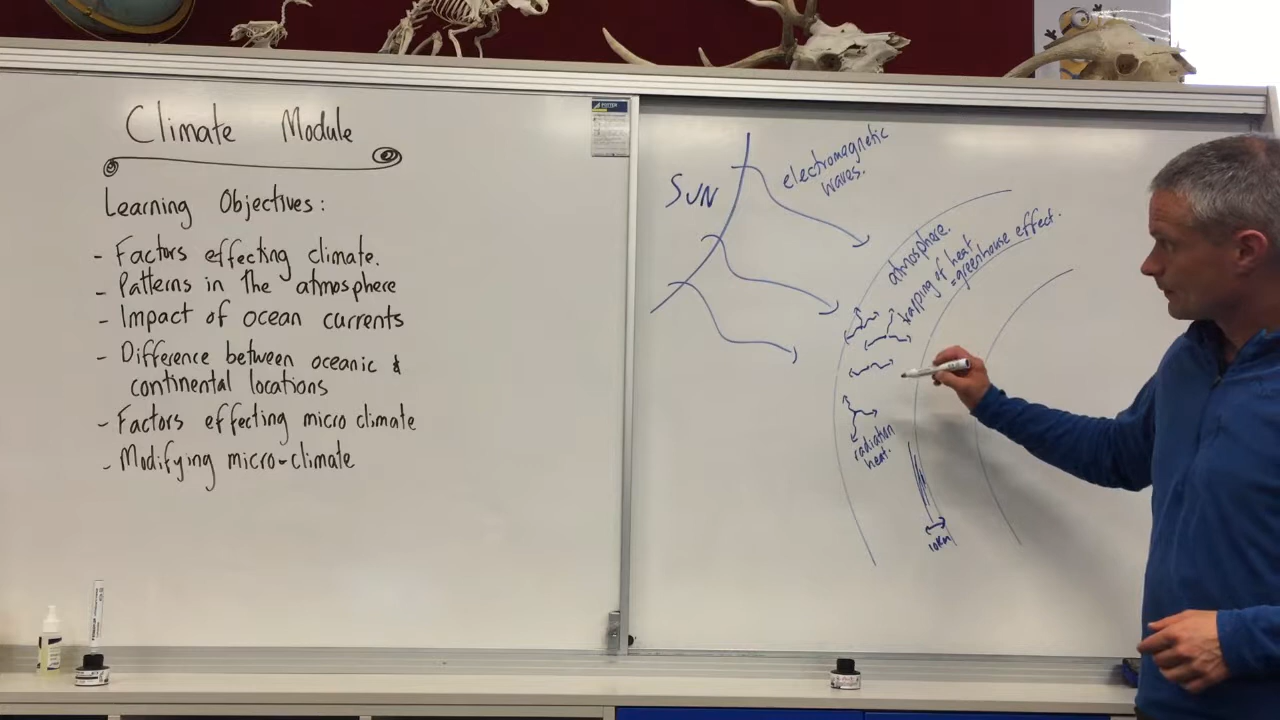 Climate Module
Learning Objectives:
- Factors effecting climate.
- Patterns in the atmosphere
- Impact of ocean currents
- Difference between oceanic &
continental locations
- Factors effecting micro climate
- Modifying micro-climate
SUN
electromagnetic
waves.
atmosphere.
trapping of heat
=greenhouse effect.
radiation
heat.
10Km